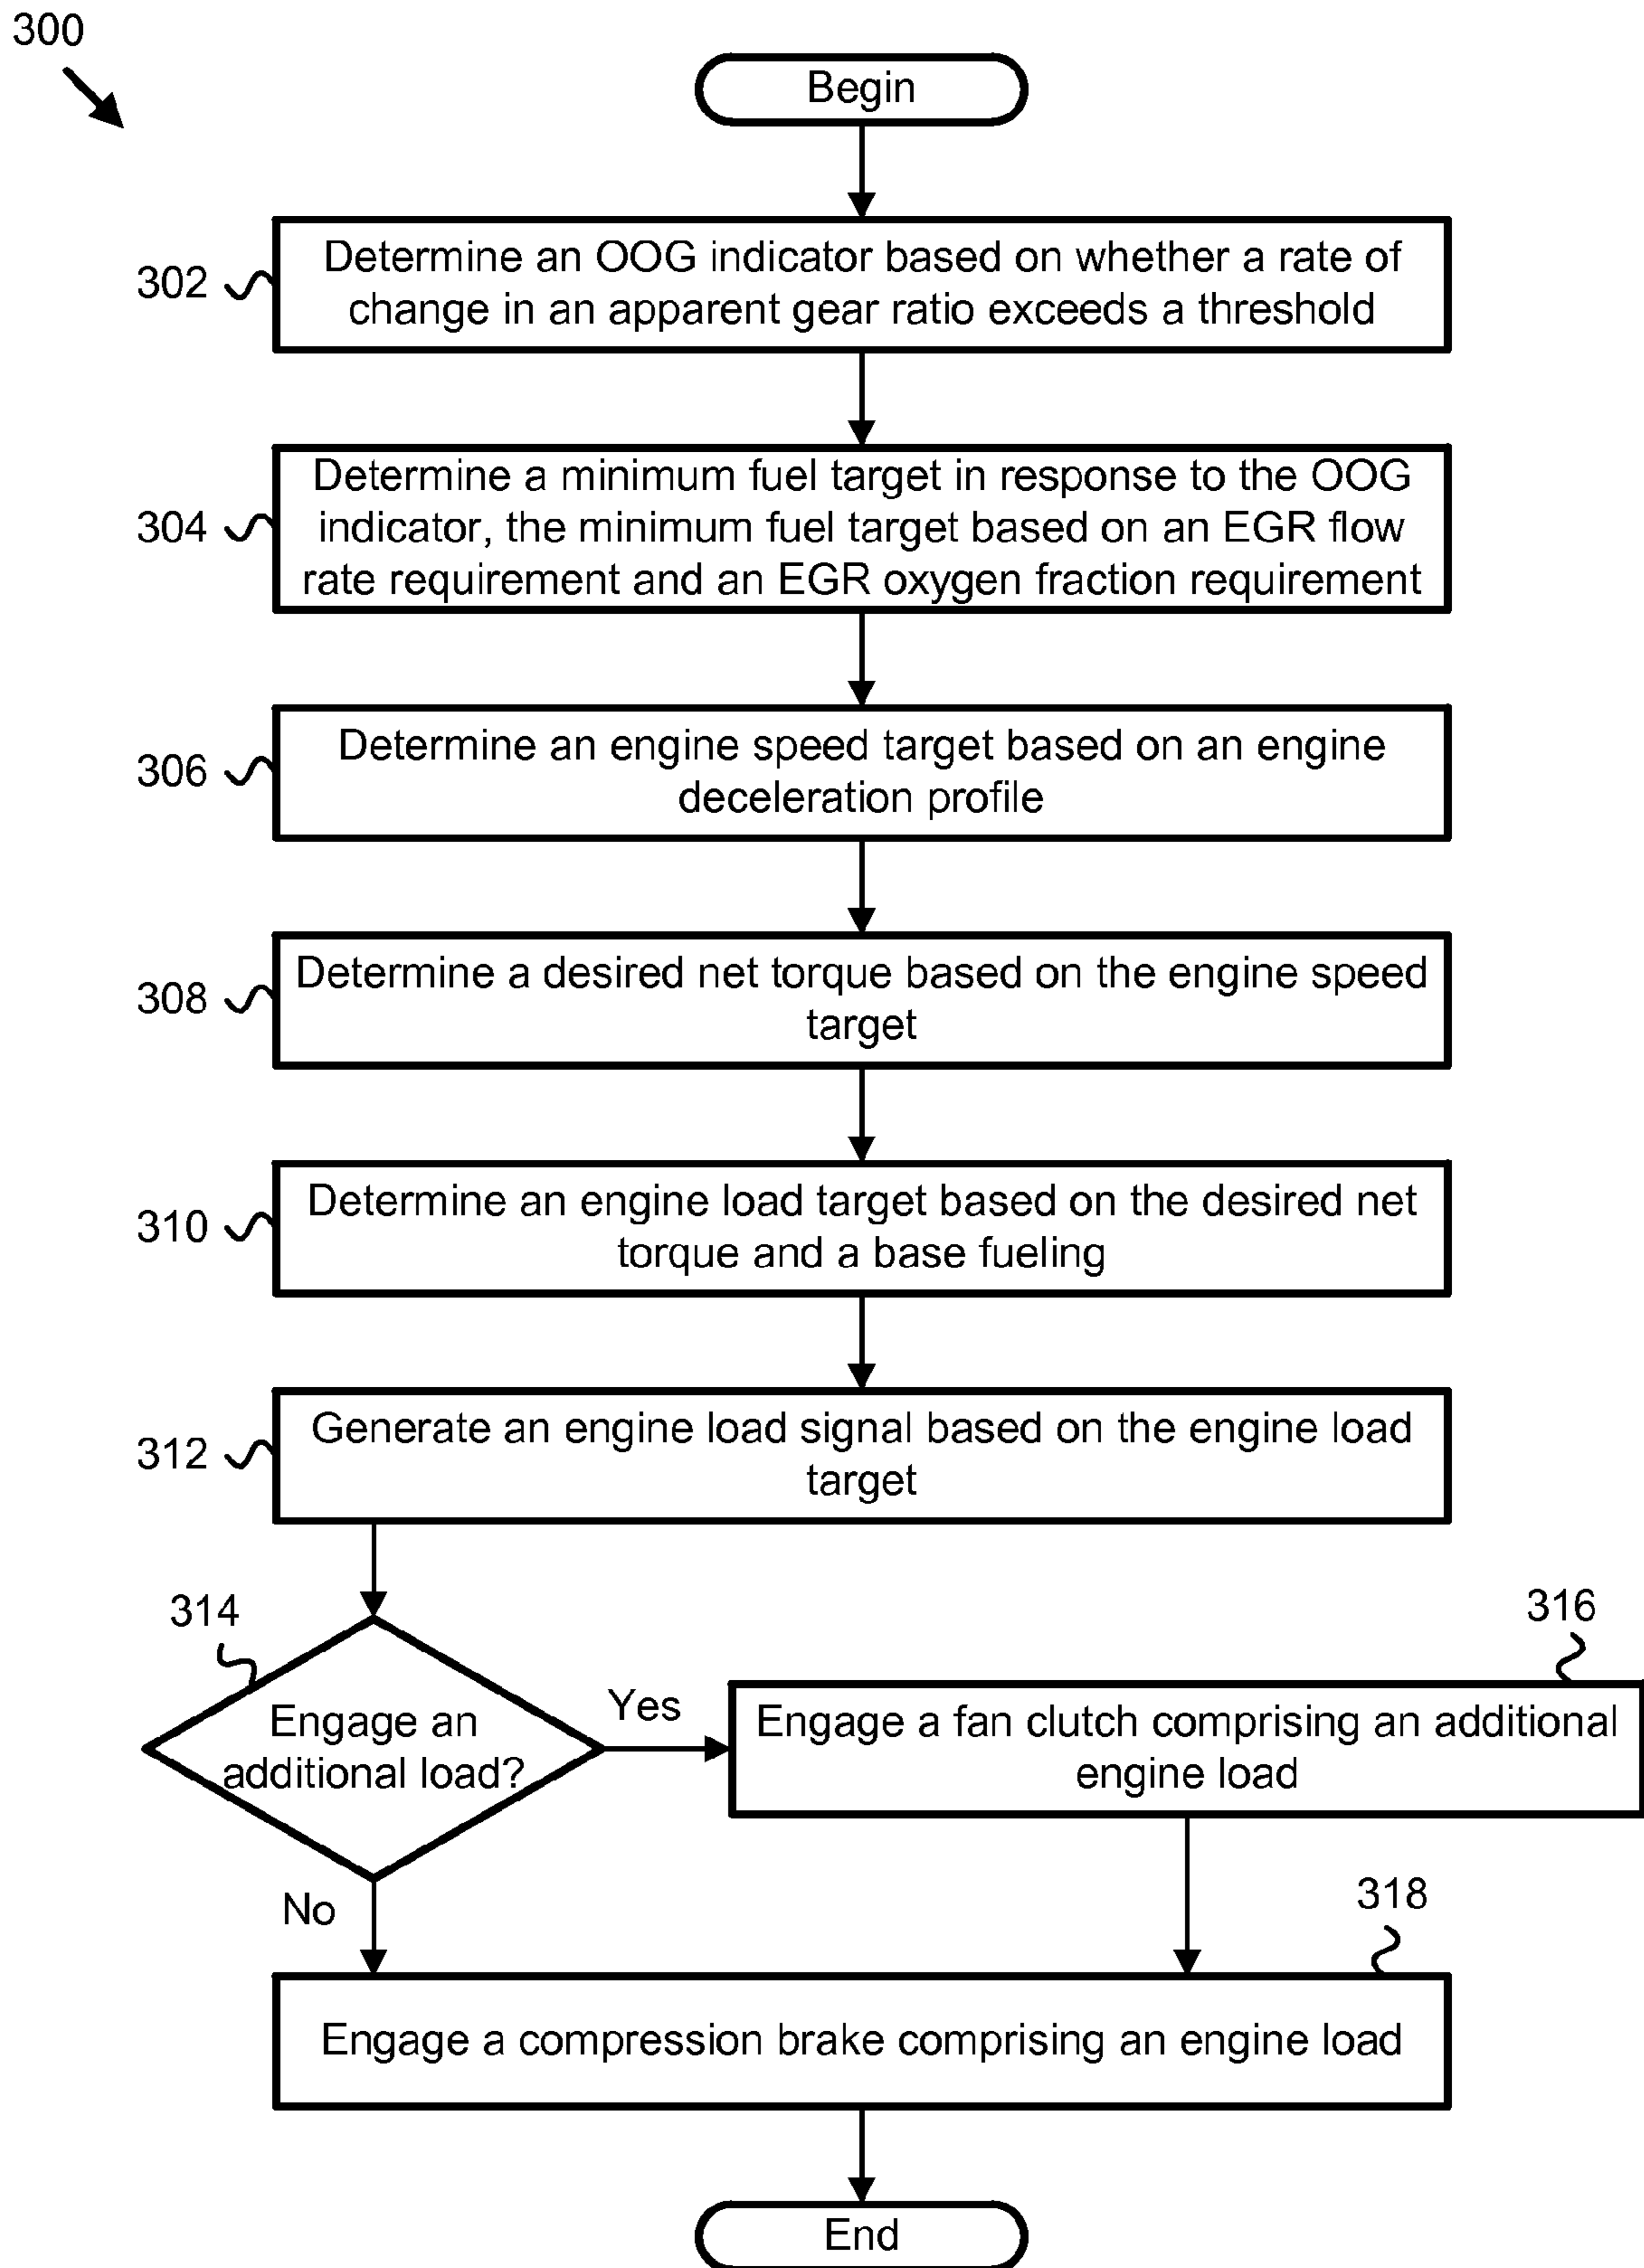 300
Begin
302
Determine an OOG indicator based on whether a rate of
change in an apparent gear ratio exceeds a threshold
304
Determine a minimum fuel target in response to the OOG
indicator, the minimum fuel target based on an EGR flow
rate requirement and an EGR oxygen fraction requirement
306
Determine an engine speed target based on an engine
deceleration profile
308
Determine a desired net torque based on the engine speed
target
310
Determine an engine load target based on the desired net
torque and a base fueling
312
Generate an engine load signal based on the engine load
target
314
Engage an
additional load?
Yes
316
Engage a fan clutch comprising an additional
engine load
No
318
Engage a compression brake comprising an engine load
End